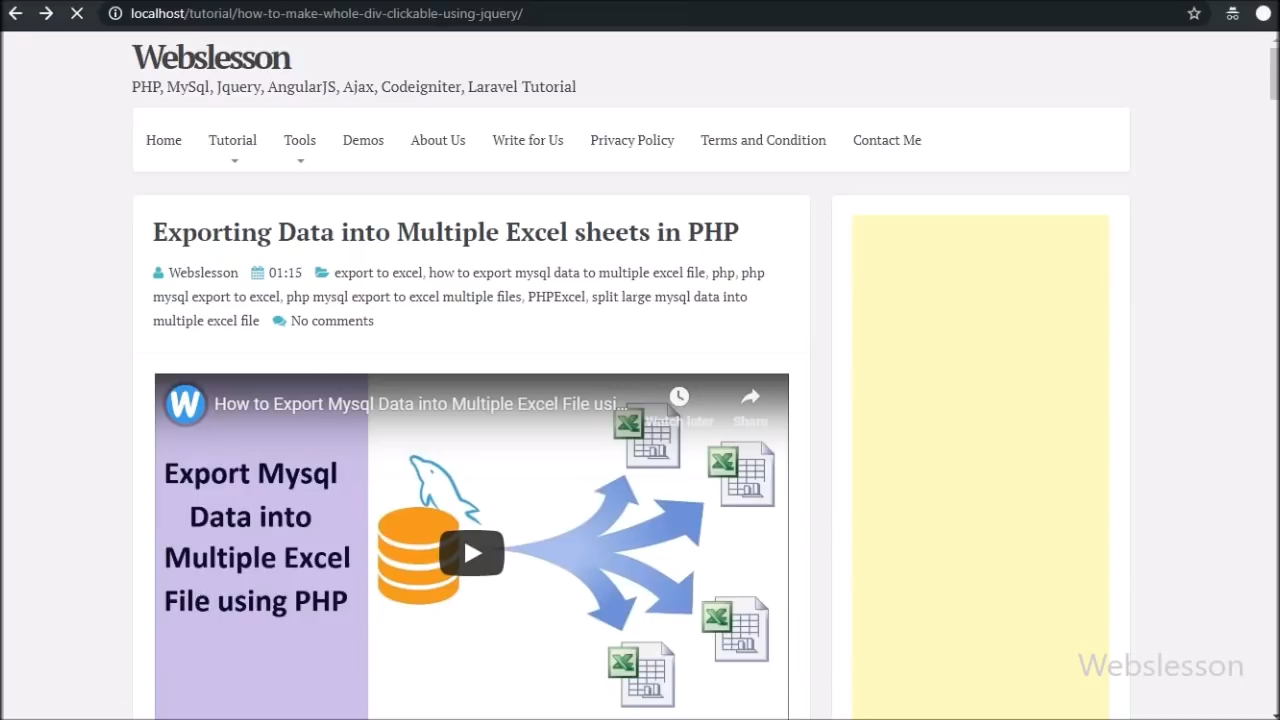 localhost/tutorial/how-to-make-whole-div-clickable-using-jquery/
Webslesson
PHP, MySql, Jquery, AngularJS, Ajax, Codeigniter, Laravel Tutorial
Home Tutorial Tools Demos About Us Write for Us Privacy Policy Terms and Condition Contact Me
Exporting Data into Multiple Excel sheets in PHP
Webslesson 01:15 export to excel, how to export mysql data to multiple excel file, php, php
mysql export to excel, php mysql export to excel multiple files, PHPExcel, split large mysql data into
multiple excel file No comments
W How to Export Mysql Data into Multiple Excel File usi...
Watch later Share
Export Mysql
Data into
Multiple Excel
File using PHP
Webslesson